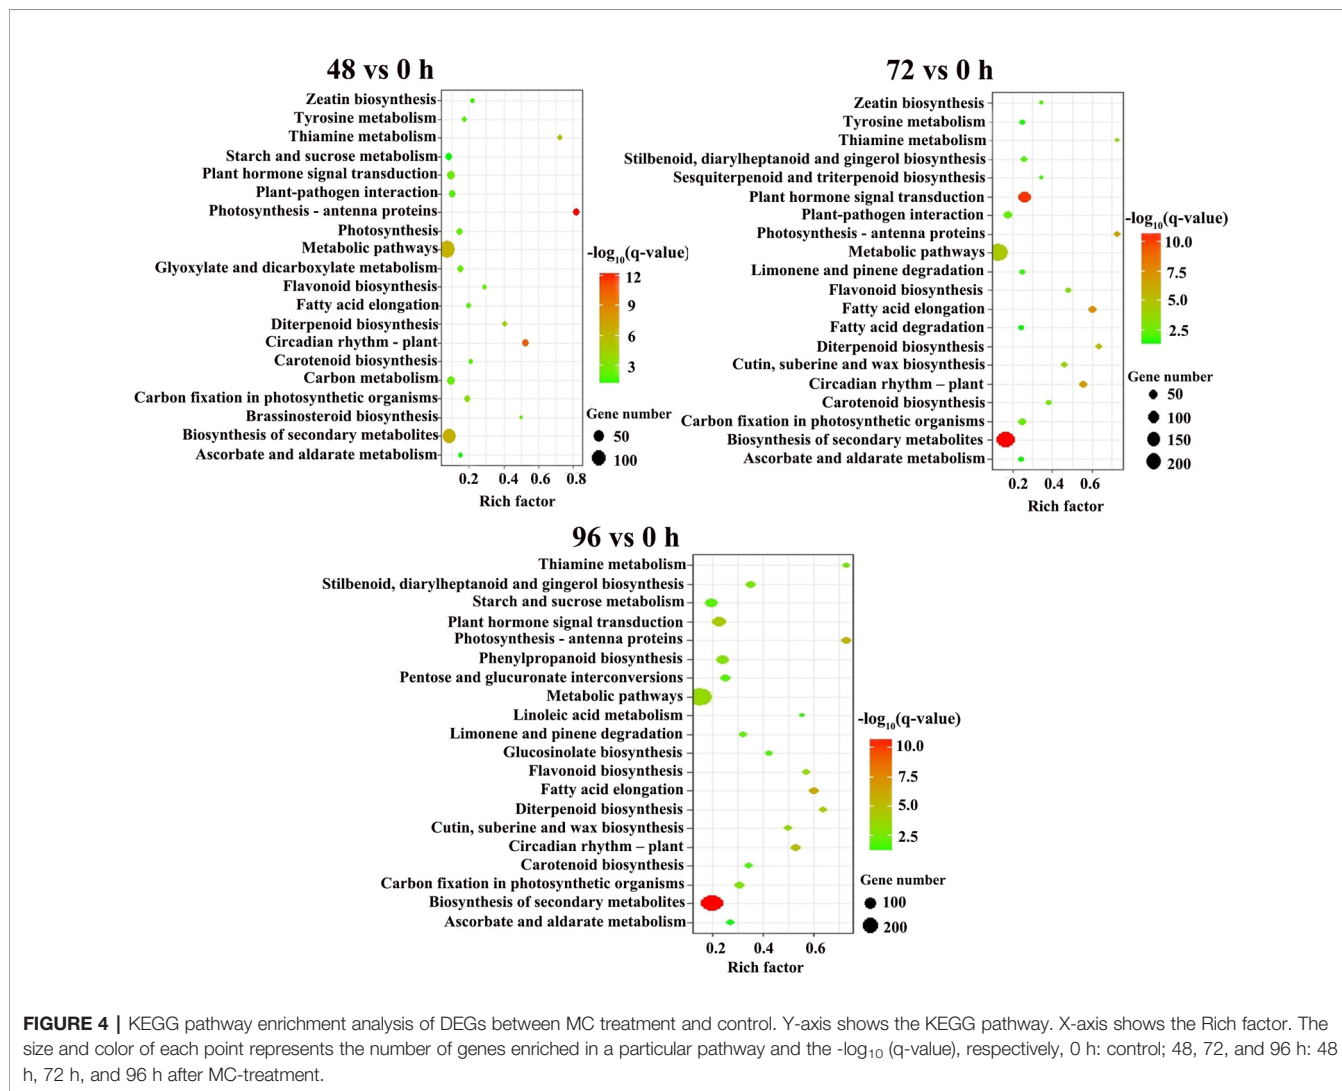 48 vs 0 h
Zeatin biosynthesis
Tyrosine metabolism
Thiamine metabolism
Starch and sucrose metabolism
Plant hormone signal transduction
Plant-pathogen interaction
Photosynthesis - antenna proteins
Photosynthesis
Metabolic pathways
Glyoxylate and dicarboxylate metabolism
Flavonoid biosynthesis
Fatty acid elongation
Diterpenoid biosynthesis
Circadian rhythm - plant
Carotenoid biosynthesis
Carbon metabolism
Carbon fixation in photosynthetic organisms
Brassinosteroid biosynthesis
Biosynthesis of secondary metabolites
Ascorbate and aldarate metabolism
0.2 0.4 0.6 0.8
Rich factor
-log10(q-value)
12
9
6
3
Gene number
50
100
72 vs 0 h
Zeatin biosynthesis
Tyrosine metabolism
Thiamine metabolism
Stilbenoid, diarylheptanoid and gingerol biosynthesis
Sesquiterpenoid and triterpenoid biosynthesis
Plant hormone signal transduction
Plant-pathogen interaction
Photosynthesis - antenna proteins
Metabolic pathways
Limonene and pinene degradation
Flavonoid biosynthesis
Fatty acid elongation
Fatty acid degradation
Diterpenoid biosynthesis
Cutin, suberine and wax biosynthesis
Circadian rhythm – plant
Carotenoid biosynthesis
Carbon fixation in photosynthetic organisms
Biosynthesis of secondary metabolites
Ascorbate and aldarate metabolism
0.2 0.4 0.6
Rich factor
-log10(q-value)
10.0
7.5
5.0
2.5
Gene number
50
100
150
200
96 vs 0 h
Thiamine metabolism
Stilbenoid, diarylheptanoid and gingerol biosynthesis
Starch and sucrose metabolism
Plant hormone signal transduction
Photosynthesis - antenna proteins
Phenylpropanoid biosynthesis
Pentose and glucuronate interconversions
Metabolic pathways
Linoleic acid metabolism
Limonene and pinene degradation
Glucosinolate biosynthesis
Flavonoid biosynthesis
Fatty acid elongation
Diterpenoid biosynthesis
Cutin, suberine and wax biosynthesis
Circadian rhythm – plant
Carotenoid biosynthesis
Carbon fixation in photosynthetic organisms
Biosynthesis of secondary metabolites
Ascorbate and aldarate metabolism
0.2 0.4 0.6
Rich factor
-log10(q-value)
10.0
7.5
5.0
2.5
Gene number
100
200
FIGURE 4 | KEGG pathway enrichment analysis of DEGs between MC treatment and control. Y-axis shows the KEGG pathway. X-axis shows the Rich factor. The
size and color of each point represents the number of genes enriched in a particular pathway and the -log10 (q-value), respectively, 0 h: control; 48, 72, and 96 h: 48
h, 72 h, and 96 h after MC-treatment.